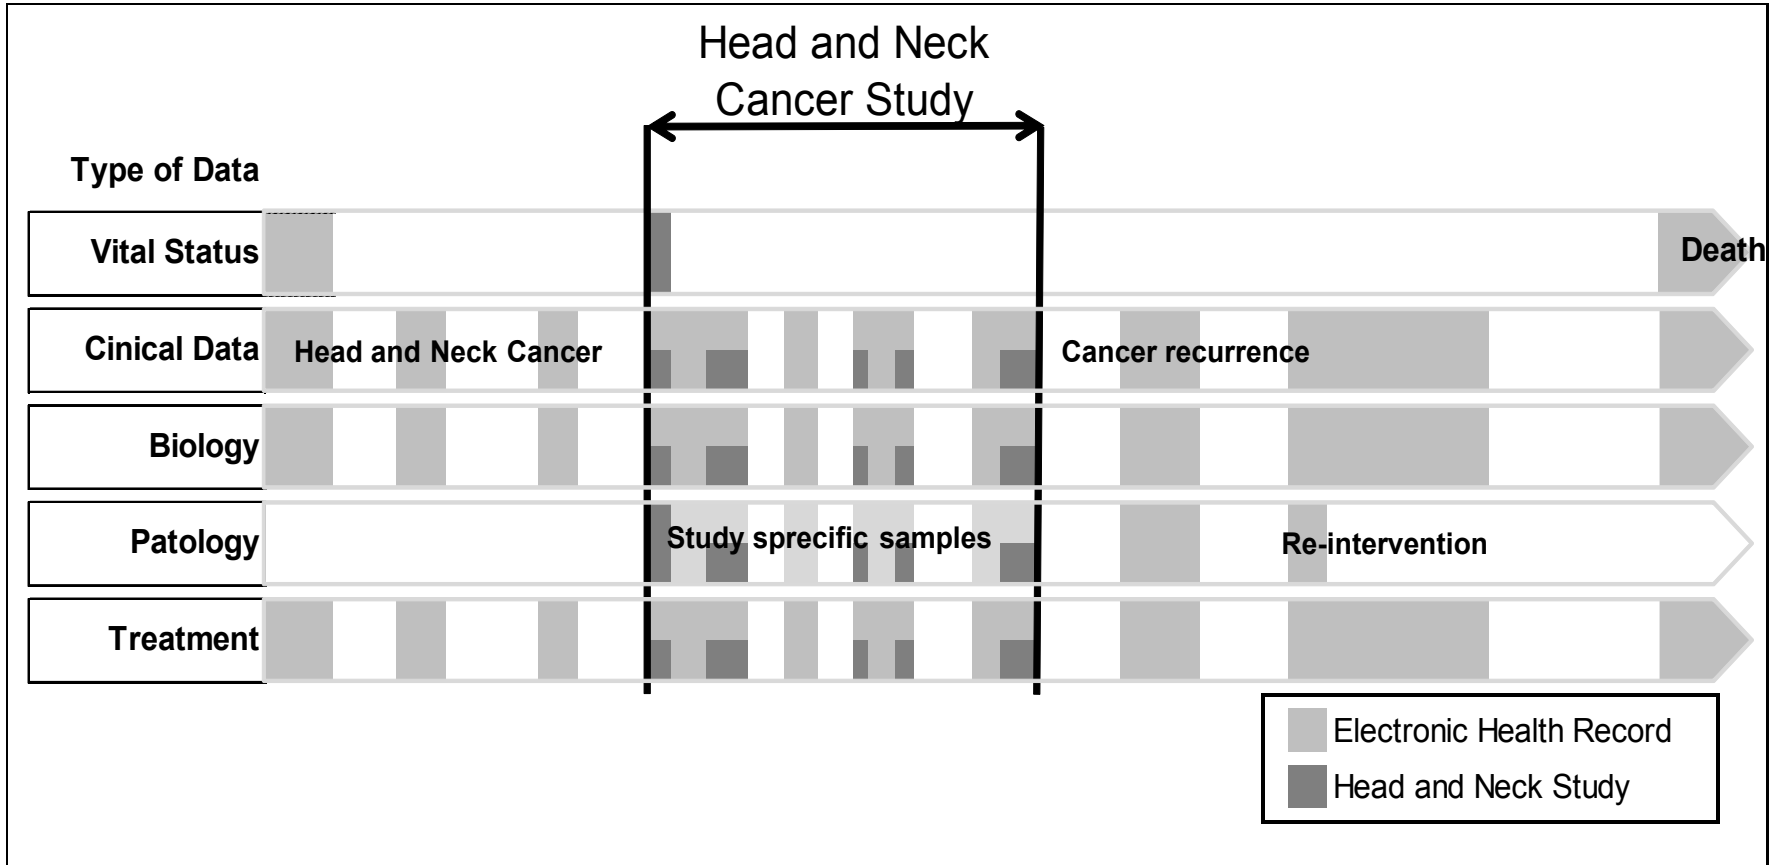 Head and Neck
Cancer Study
Type of Data
Vital Status
Death
Cinical Data
Head and Neck Cancer
Cancer recurrence
Biology
Patology
Study sprecific samples
Re-intervention
Treatment
Electronic Health Record
Head and Neck Study